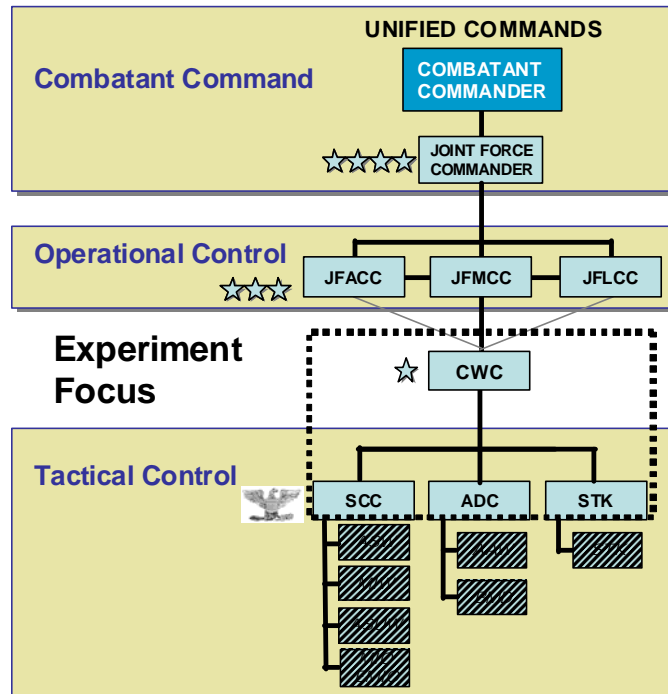 UNIFIED COMMANDS
Combatant Command
COMBATANT
COMMANDER
JOINT FORCE
COMMANDER
Operational Control
JFACC
JFMCC
JFLCC
Experiment
Focus
CWC
Tactical Control
SCC
ADC
STK